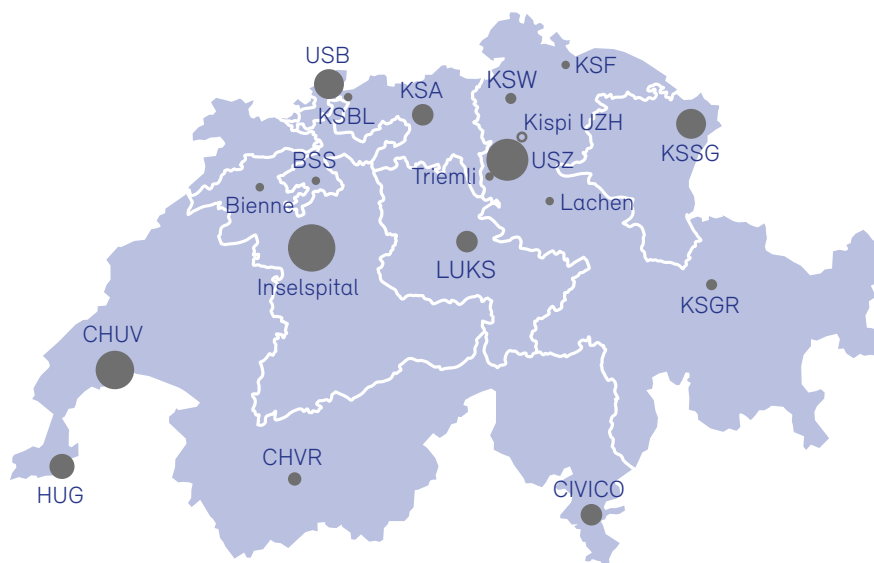 USB
KSF
KSW
KSA
KSBL
Kispi UZH
KSSG
BSS
USZ
Triemli
Bienne
Lachen
LUKS
Inselspital
KSGR
CHUV
CHVR
CIVICO
HUG